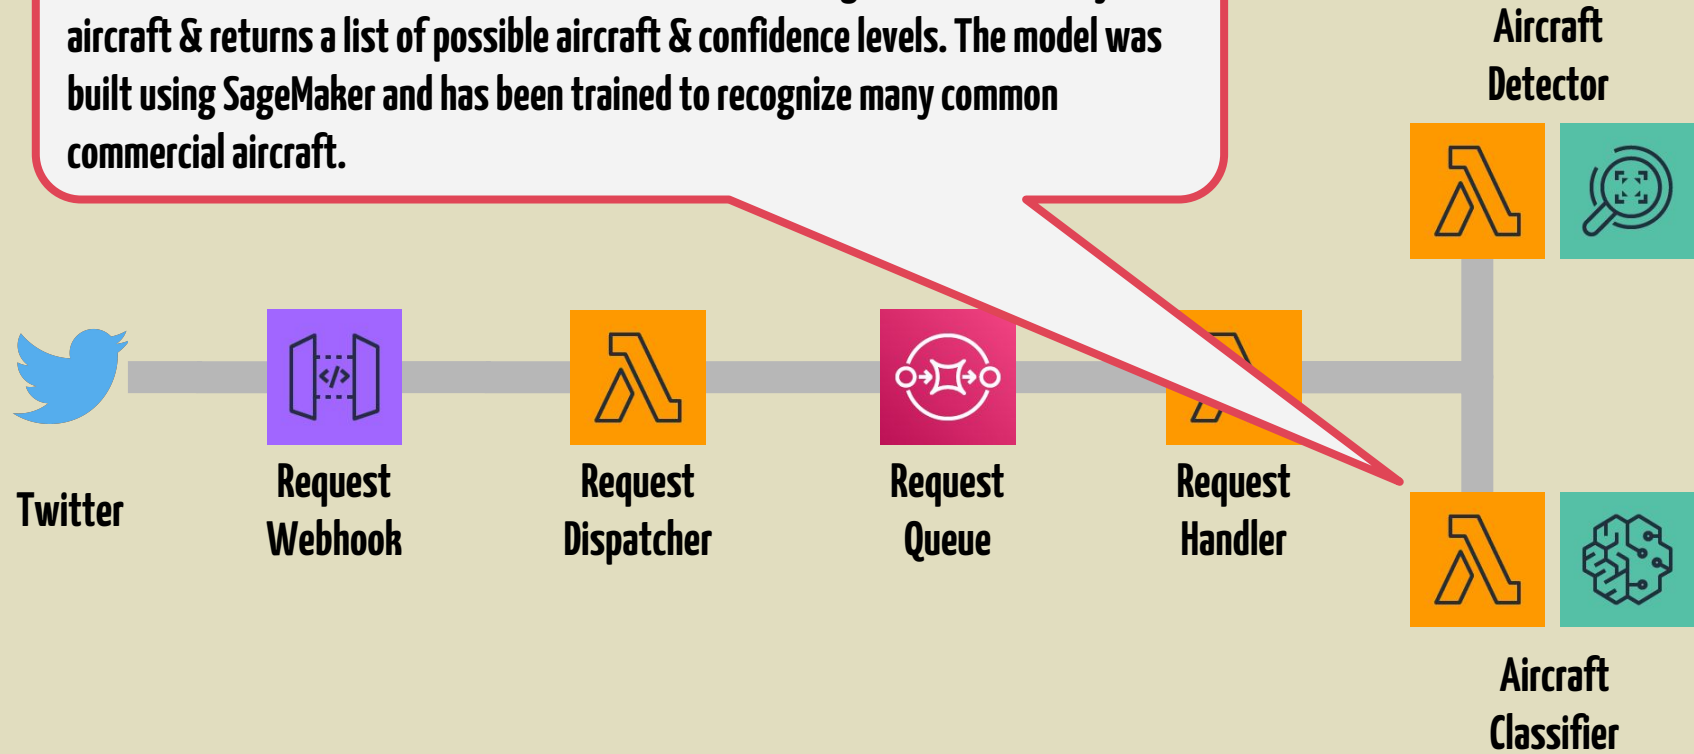 aircraft & returns a list of possible aircraft & confidence levels. The model was
built using SageMaker and has been trained to recognize many common
commercial aircraft.
Aircraft
Detector
</>
Twitter
Request
Webhook
Request
Dispatcher
Request
Queue
Request
Handler
Aircraft
Classifier